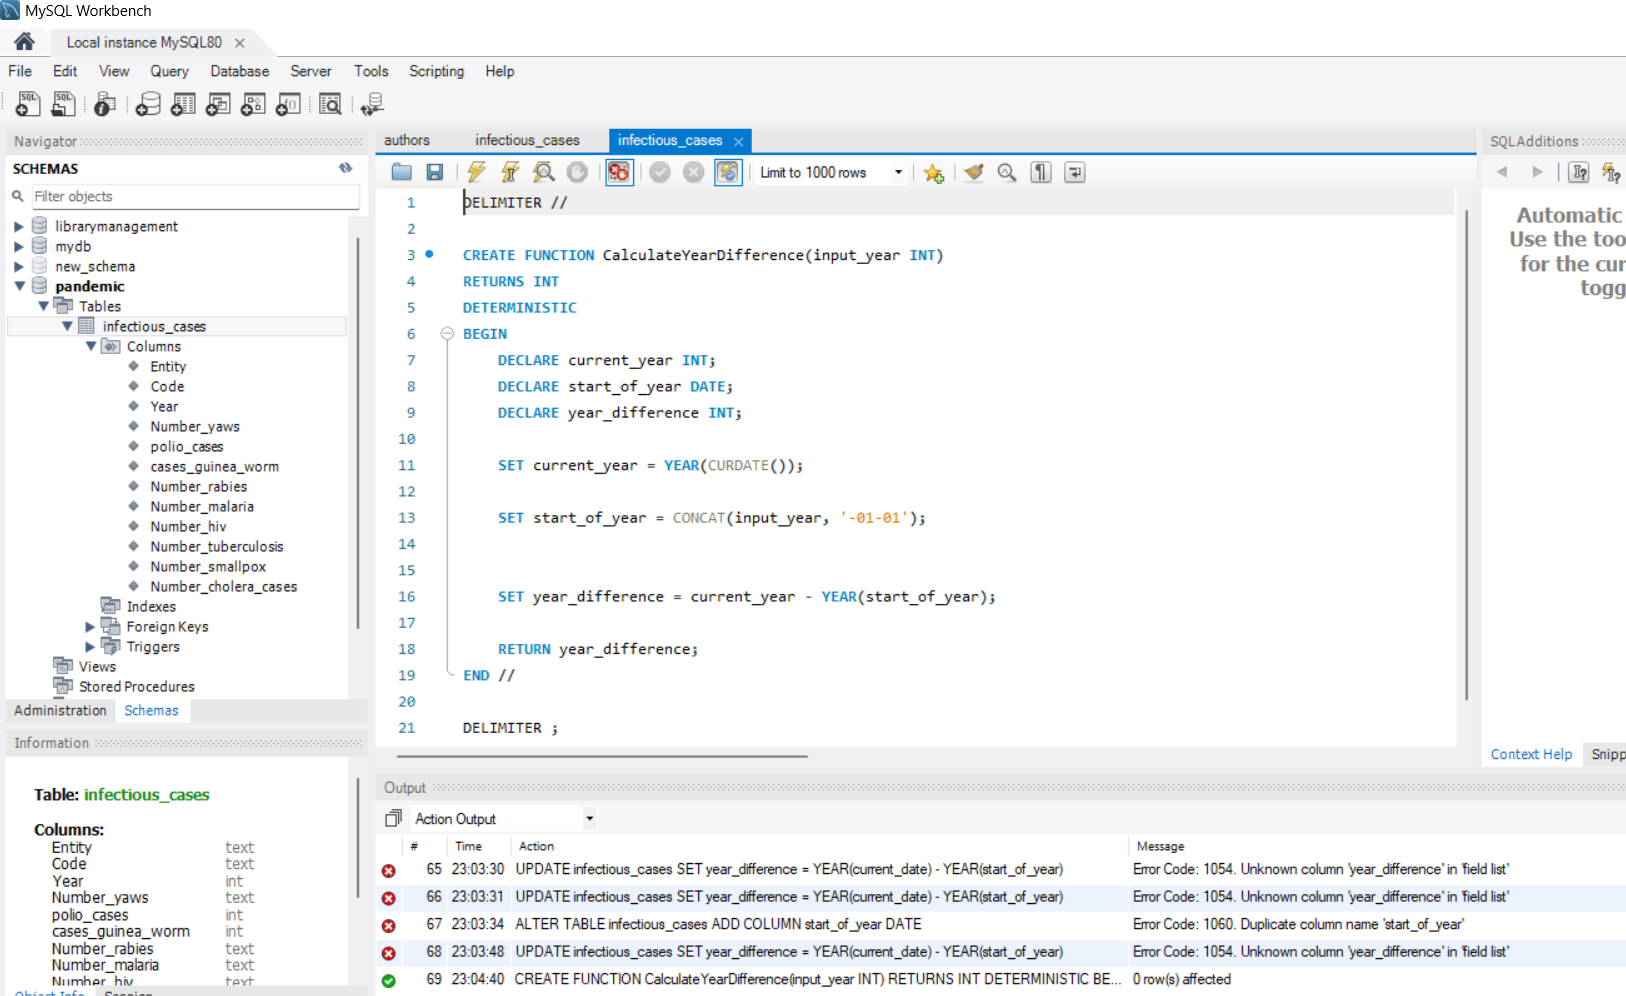 MySQL Workbench
Local instance MySQL80
File Edit View Query Database Server Tools Scripting Help
Navigator
SCHEMAS
Filter objects
librarymanagement
mydb
new_schema
pandemic
Tables
infectious_cases
Columns
Entity
Code
Year
Number_yaws
polio_cases
cases_guinea_worm
Number_rabies
Number_malaria
Number_hiv
Number_tuberculosis
Number_smallpox
Number_cholera_cases
Indexes
Foreign Keys
Triggers
Views
Stored Procedures
Administration Schemas
Information
Table: infectious_cases
Columns:
Entity text
Code text
Year int
Number_yaws text
polio_cases int
cases_guinea_worm int
Number_rabies text
Number_malaria text
Number_hiv text
Object Info Session
authors infectious_cases infectious_cases
Limit to 1000 rows
1 DELIMITER //
2
3 CREATE FUNCTION CalculateYearDifference(input_year INT)
4 RETURNS INT
5 DETERMINISTIC
6 BEGIN
7 DECLARE current_year INT;
8 DECLARE start_of_year DATE;
9 DECLARE year_difference INT;
10
11 SET current_year = YEAR(CURDATE());
12
13 SET start_of_year = CONCAT(input_year, '-01-01');
14
15
16 SET year_difference = current_year - YEAR(start_of_year);
17
18 RETURN year_difference;
19 END //
20
21 DELIMITER ;
SQLAdditions
Automatic
Use the too
for the cur
togg
Context Help Snipp
Output
Action Output
# Time Action Message
65 23:03:30 UPDATE infectious_cases SET year_difference = YEAR(current_date) - YEAR(start_of_year) Error Code: 1054. Unknown column 'year_difference' in 'field list'
66 23:03:31 UPDATE infectious_cases SET year_difference = YEAR(current_date) - YEAR(start_of_year) Error Code: 1054. Unknown column 'year_difference' in 'field list'
67 23:03:34 ALTER TABLE infectious_cases ADD COLUMN start_of_year DATE Error Code: 1060. Duplicate column name 'start_of_year'
68 23:03:48 UPDATE infectious_cases SET year_difference = YEAR(current_date) - YEAR(start_of_year) Error Code: 1054. Unknown column 'year_difference' in 'field list'
69 23:04:40 CREATE FUNCTION CalculateYearDifference(input_year INT) RETURNS INT DETERMINISTIC BE... 0 row(s) affected